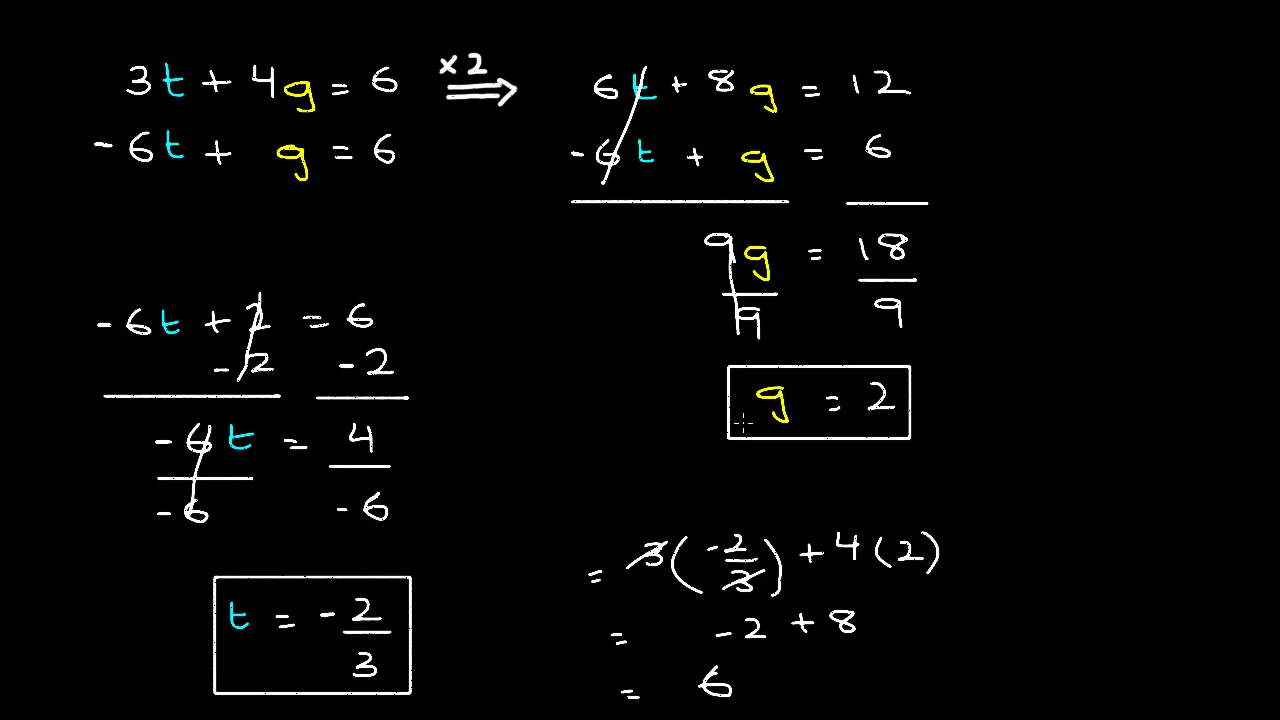 3t + 4g = 6 ×2 ⇒
-6t + g = 6
6t + 8g = 12
-6t + g = 6
9g = 18
9 9
g = 2
-6t + 2 = 6
-2 -2
-6t = 4
-6 -6
t = -2/3
= 3(-2/3) + 4(2)
= -2 + 8
= 6